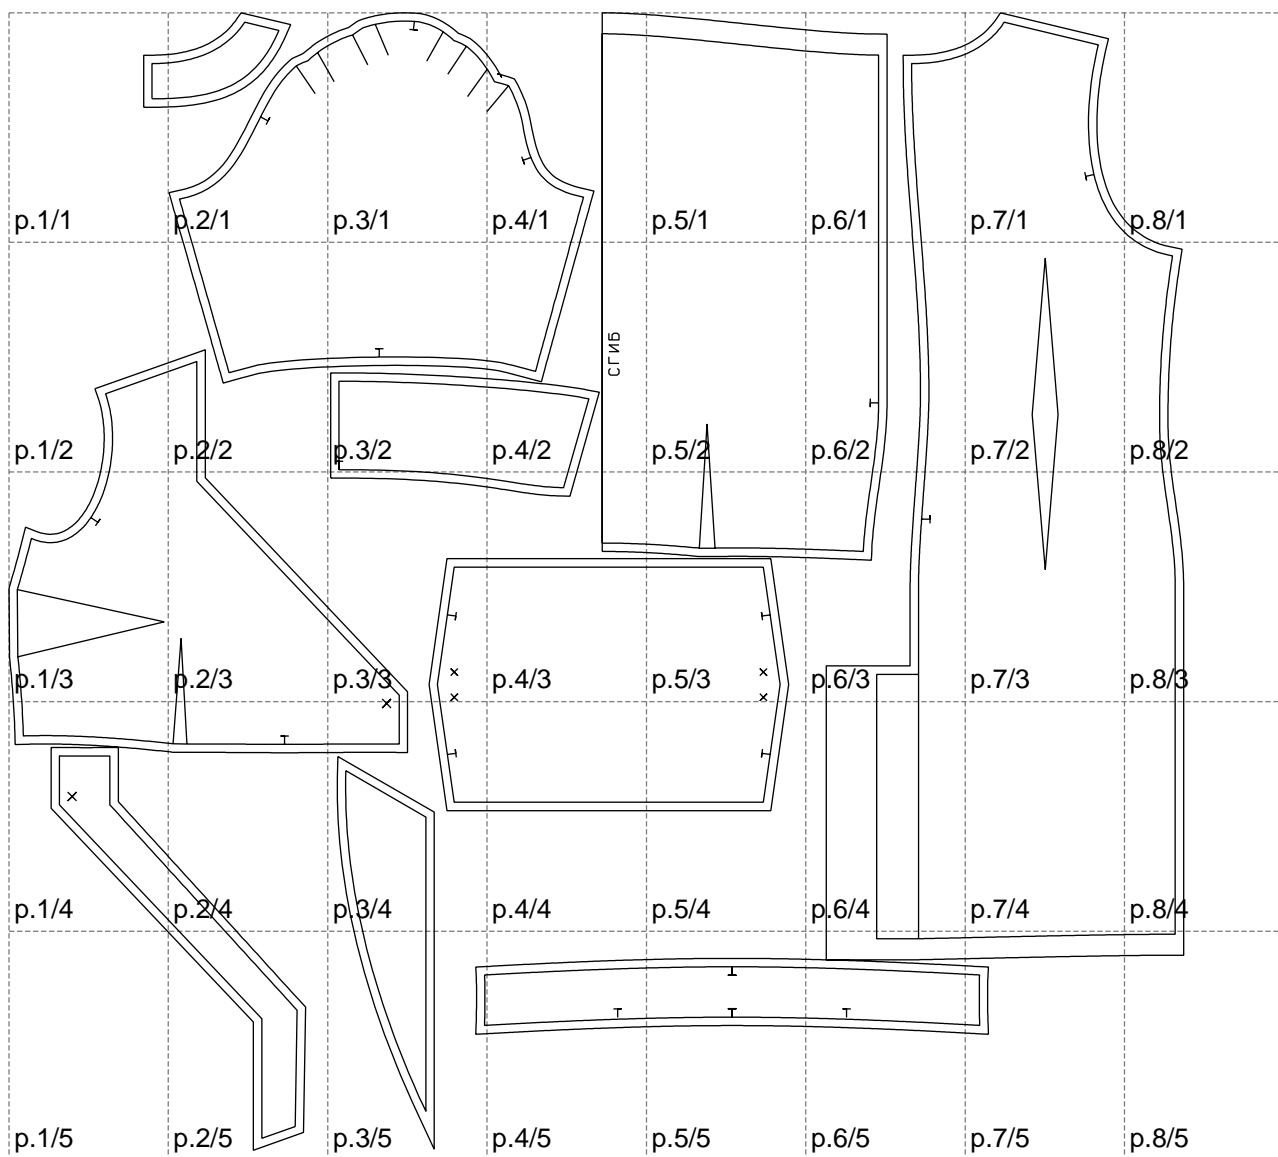 p.1/1 p.2/1 p.3/1 p.4/1 p.5/1 p.6/1 p.7/1 p.8/1
СГИБ
p.1/2 p.2/2 p.3/2 p.4/2 p.5/2 p.6/2 p.7/2 p.8/2
p.1/3 p.2/3 p.3/3 p.4/3 p.5/3 p.6/3 p.7/3 p.8/3
p.1/4 p.2/4 p.3/4 p.4/4 p.5/4 p.6/4 p.7/4 p.8/4
p.1/5 p.2/5 p.3/5 p.4/5 p.5/5 p.6/5 p.7/5 p.8/5